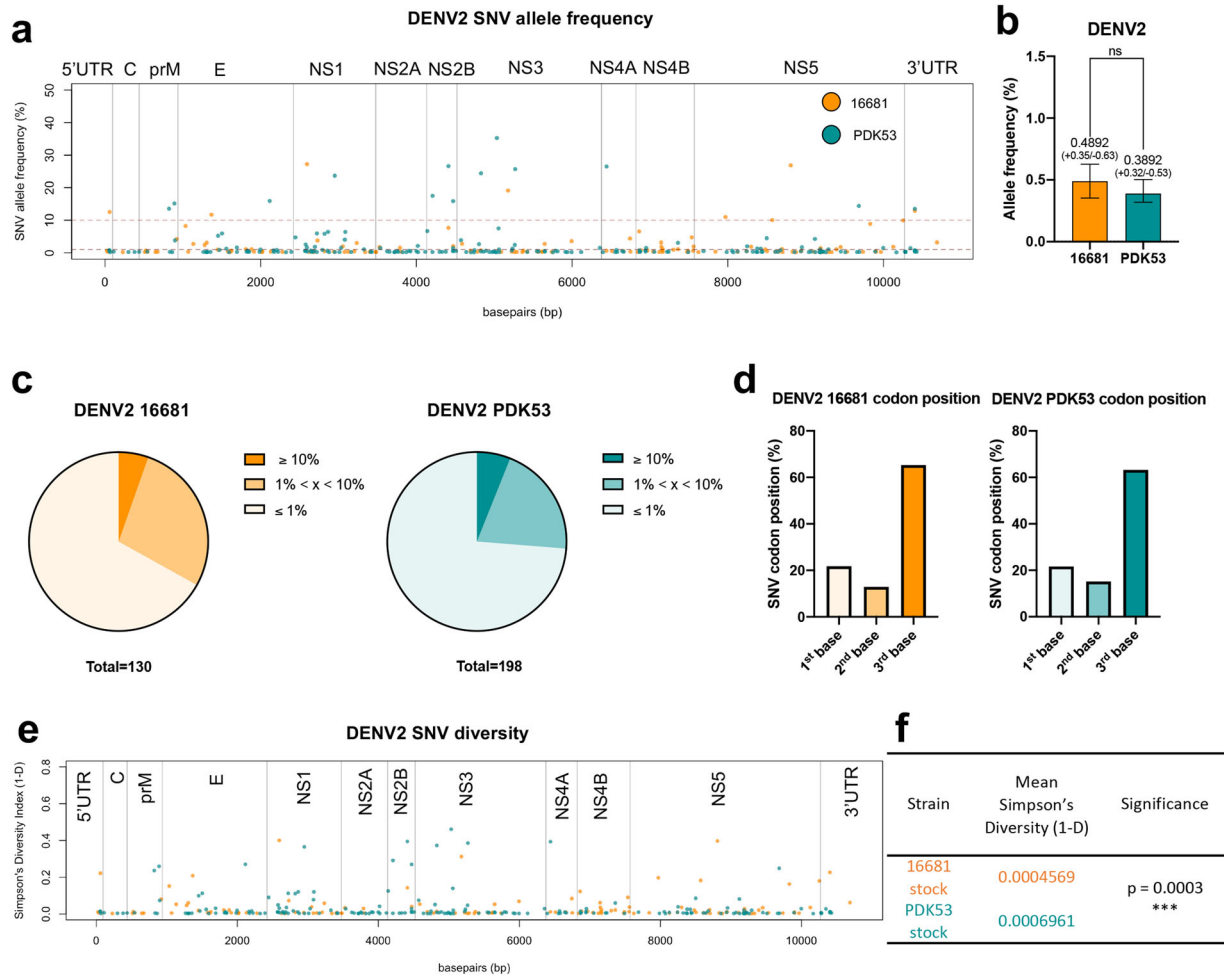 a
DENV2 SNV allele frequency
5'UTR C prM E NS1 NS2A NS2B NS3 NS4A NS4B NS5 3'UTR
SNV allele frequency (%)
50
40
30
20
10
0
16681
PDK53
0 2000 4000 6000 8000 10000
basepairs (bp)
b
DENV2
ns
Allele frequency (%)
1.5
1.0
0.5
0.0
0.4892
(+0.35/-0.63)
0.3892
(+0.32/-0.53)
16681 PDK53
c
DENV2 16681
≥ 10%
1% < x < 10%
≤ 1%
Total=130
DENV2 PDK53
≥ 10%
1% < x < 10%
≤ 1%
Total=198
d
DENV2 16681 codon position
SNV codon position (%)
80
60
40
20
0
1st base
2nd base
3rd base
DENV2 PDK53 codon position
SNV codon position (%)
80
60
40
20
0
1st base
2nd base
3rd base
e
DENV2 SNV diversity
Simpson's Diversity Index (1-D)
0.8
0.6
0.4
0.2
0.0
5'UTR C prM E NS1 NS2A NS2B NS3 NS4A NS4B NS5 3'UTR
0 2000 4000 6000 8000 10000
basepairs (bp)
f
Strain
Mean
Simpson's
Diversity (1-D)
Significance
16681
stock
0.0004569
PDK53
stock
0.0006961
p = 0.0003
***